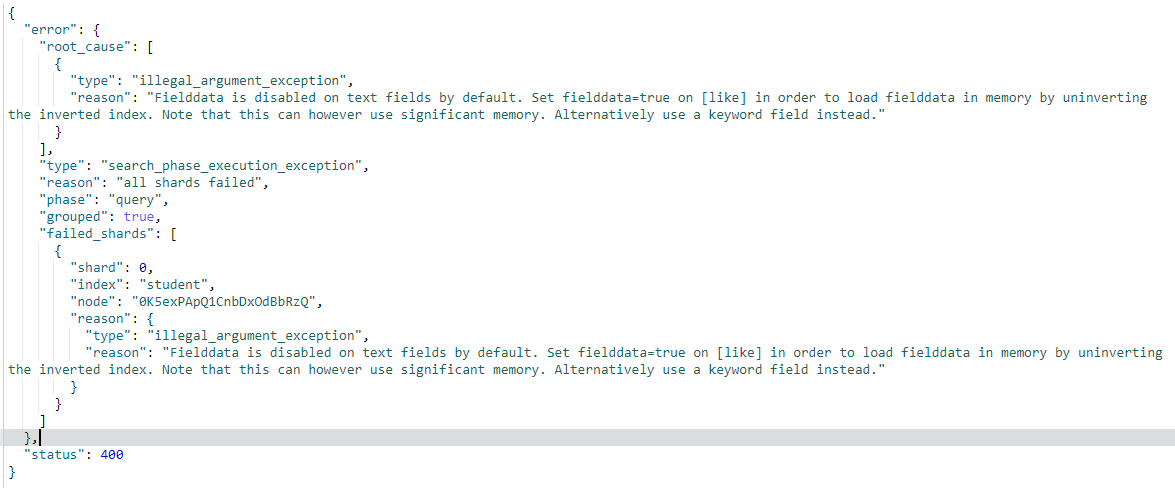 {
"error": {
"root_cause": [
{
"type": "illegal_argument_exception",
"reason": "Fielddata is disabled on text fields by default. Set fielddata=true on [like] in order to load fielddata in memory by uninverting
the inverted index. Note that this can however use significant memory. Alternatively use a keyword field instead."
}
],
"type": "search_phase_execution_exception",
"reason": "all shards failed",
"phase": "query",
"grouped": true,
"failed_shards": [
{
"shard": 0,
"index": "student",
"node": "0K5exPApQ1CnbDxOdBbRzQ",
"reason": {
"type": "illegal_argument_exception",
"reason": "Fielddata is disabled on text fields by default. Set fielddata=true on [like] in order to load fielddata in memory by uninverting
the inverted index. Note that this can however use significant memory. Alternatively use a keyword field instead."
}
}
]
},
"status": 400
}